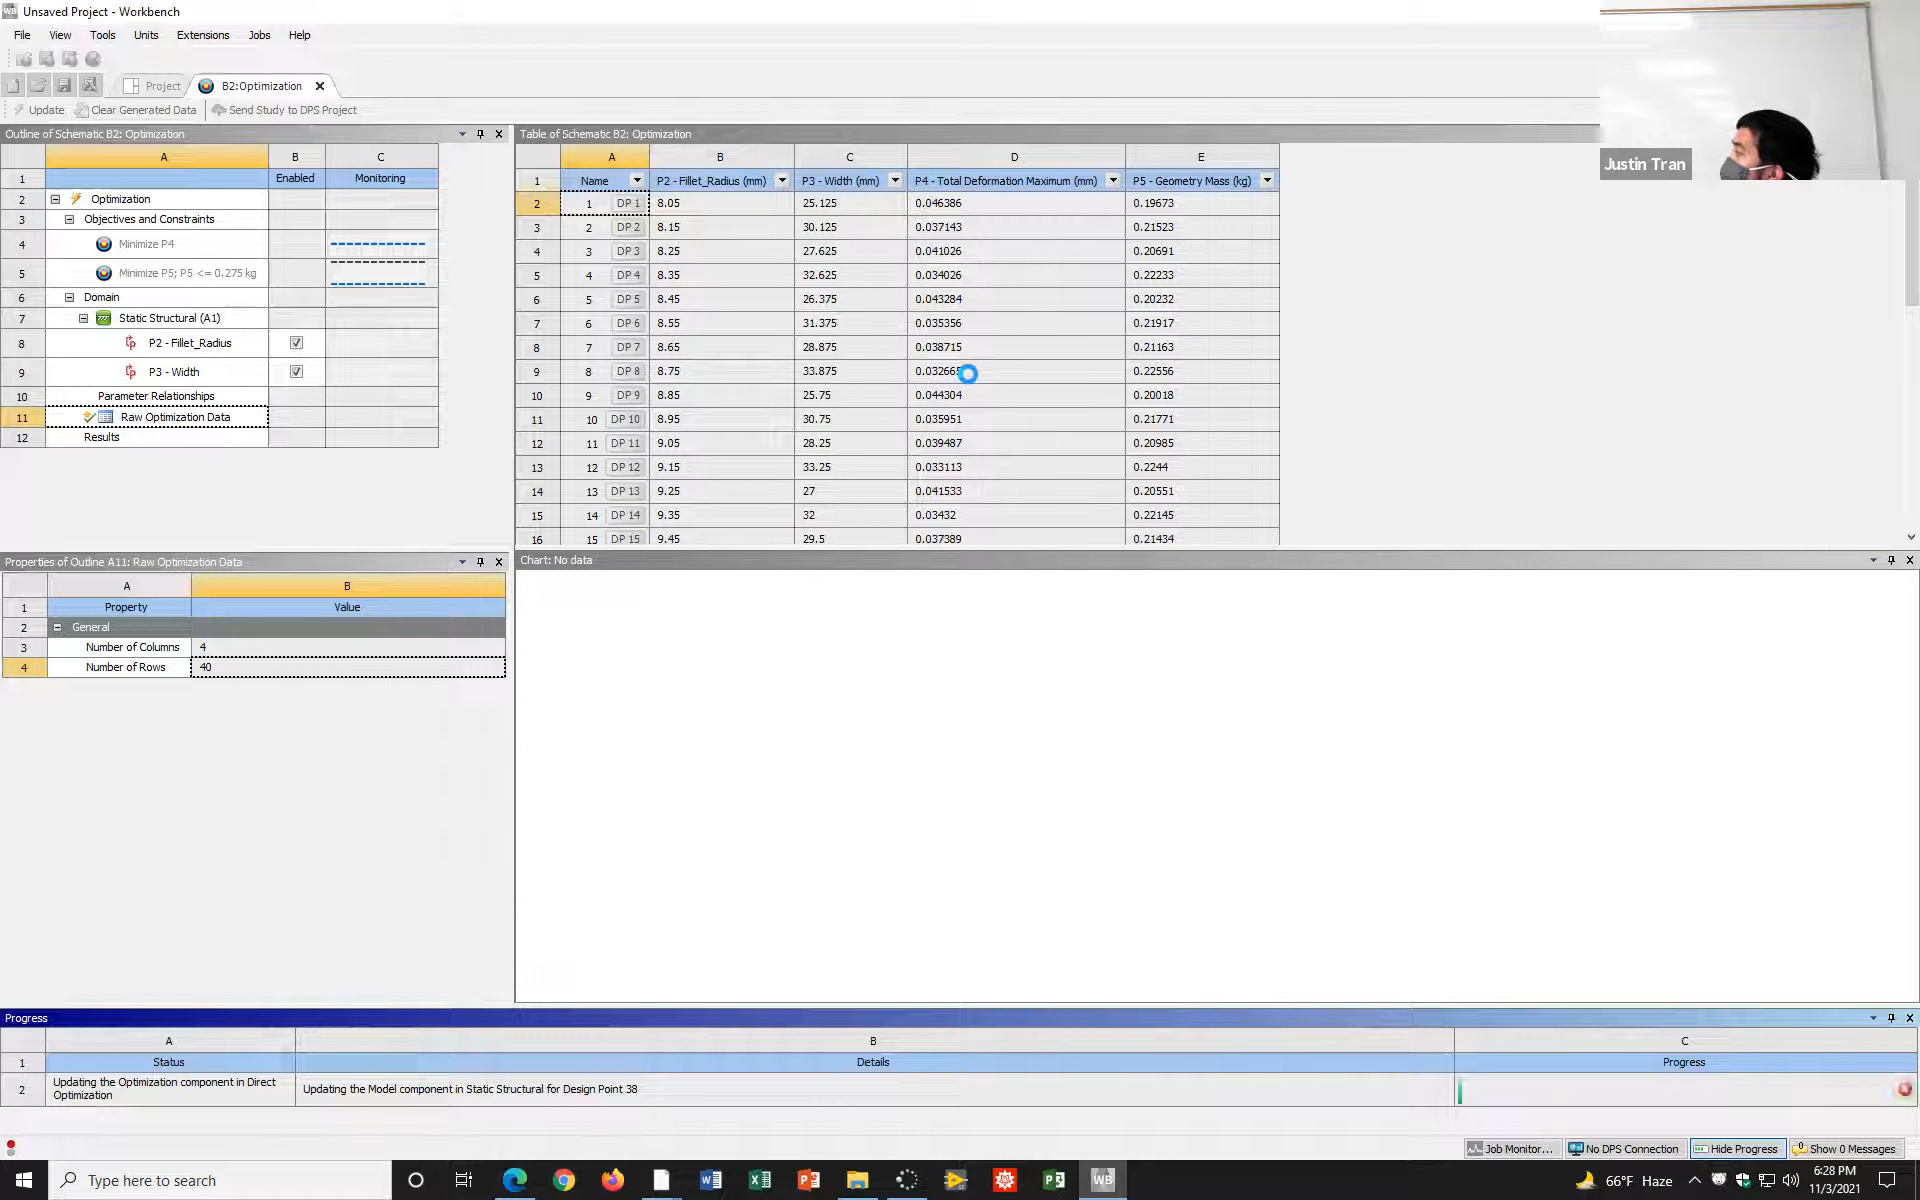 Unsaved Project - Workbench
File View Tools Units Extensions Jobs Help
Project B2:Optimization
Update Clear Generated Data Send Study to DPS Project
Outline of Schematic B2: Optimization
A B C
1 Enabled Monitoring
2 Optimization
3 Objectives and Constraints
4 Minimize P4
5 Minimize P5; P5 <= 0.275 kg
6 Domain
7 Static Structural (A1)
8 P2 - Fillet_Radius
9 P3 - Width
10 Parameter Relationships
11 Raw Optimization Data
12 Results
Table of Schematic B2: Optimization
A B C D E
1 Name P2 - Fillet_Radius (mm) P3 - Width (mm) P4 - Total Deformation Maximum (mm) P5 - Geometry Mass (kg)
2 1 DP 1 8.05 25.125 0.046386 0.19673
3 2 DP 2 8.15 30.125 0.037143 0.21523
4 3 DP 3 8.25 27.625 0.041026 0.20691
5 4 DP 4 8.35 32.625 0.034026 0.22233
6 5 DP 5 8.45 26.375 0.043284 0.20232
7 6 DP 6 8.55 31.375 0.035356 0.21917
8 7 DP 7 8.65 28.875 0.038715 0.21163
9 8 DP 8 8.75 33.875 0.032665 0.22556
10 9 DP 9 8.85 25.75 0.044304 0.20018
11 10 DP 10 8.95 30.75 0.035951 0.21771
12 11 DP 11 9.05 28.25 0.039487 0.20985
13 12 DP 12 9.15 33.25 0.033113 0.2244
14 13 DP 13 9.25 27 0.041533 0.20551
15 14 DP 14 9.35 32 0.03432 0.22145
16 15 DP 15 9.45 29.5 0.037389 0.21434
Justin Tran
Properties of Outline A11: Raw Optimization Data
A B
1 Property Value
2 General
3 Number of Columns 4
4 Number of Rows 40
Chart: No data
Progress
A B C
1 Status Details Progress
2 Updating the Optimization component in Direct Optimization Updating the Model component in Static Structural for Design Point 38
Job Monitor... No DPS Connection Hide Progress Show 0 Messages
Type here to search
WB
66°F Haze
6:28 PM
11/3/2021